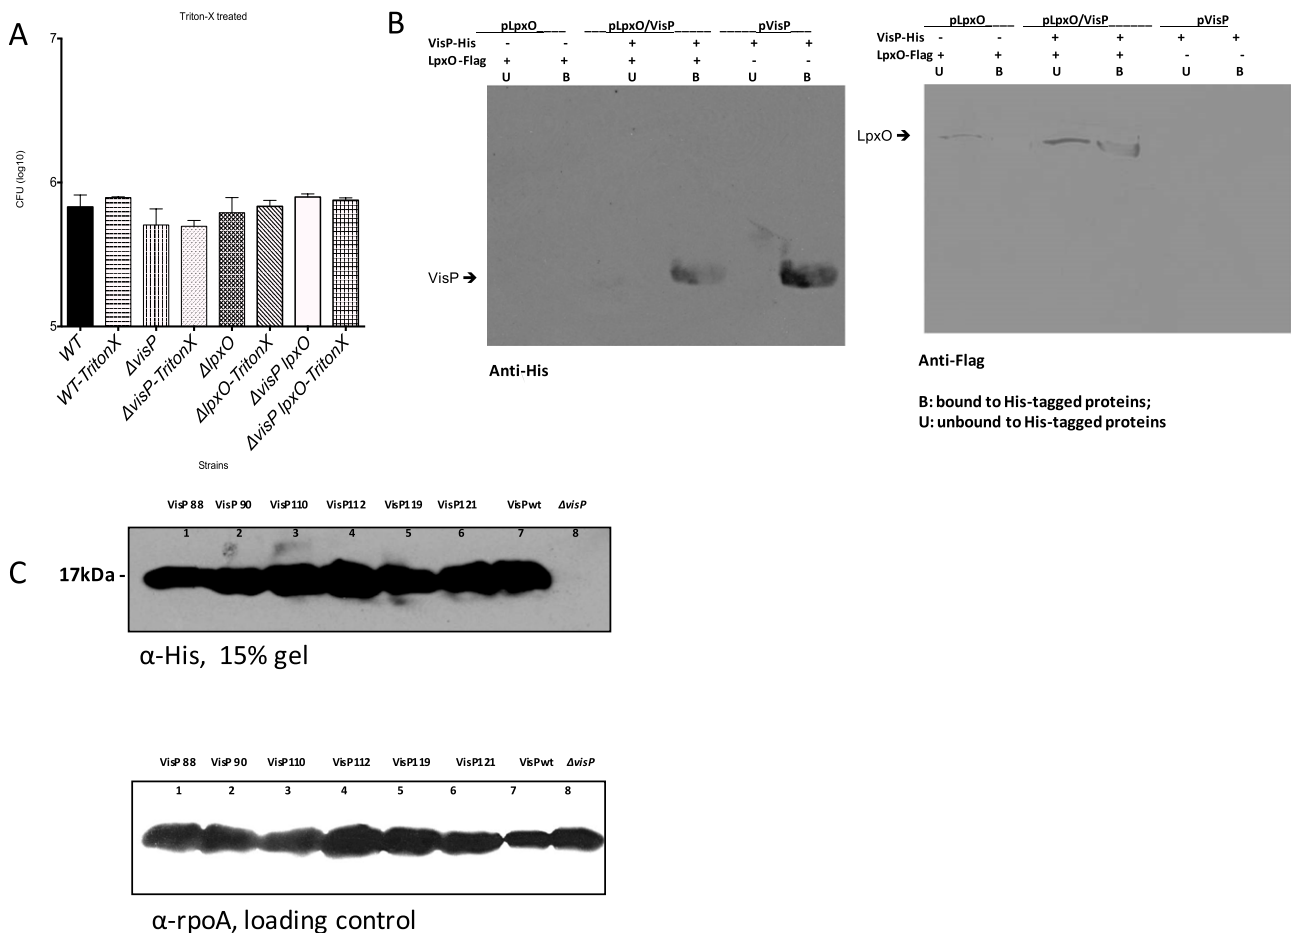 A
Triton-X treated
CFU (log10)
7
6
5
WT
WT-TritonX
ΔvisP
ΔvisP-TritonX
ΔlpxO
ΔlpxO-TritonX
ΔvisP lpxO
ΔvisP lpxO-TritonX
Strains
B
pLpxO pLpxO/VisP pVisP
VisP-His - - + + + +
LpxO-Flag + + + + - -
U B U B U B
VisP ➔
Anti-His
pLpxO pLpxO/VisP pVisP
VisP-His - - + + + +
LpxO-Flag + + + + - -
U B U B U B
LpxO ➔
Anti-Flag
B: bound to His-tagged proteins;
U: unbound to His-tagged proteins
C
VisP 88 VisP 90 VisP110 VisP112 VisP119 VisP121 VisPwt ΔvisP
1 2 3 4 5 6 7 8
17kDa -
α-His, 15% gel
VisP 88 VisP 90 VisP110 VisP112 VisP119 VisP121 VisPwt ΔvisP
1 2 3 4 5 6 7 8
α-rpoA, loading control